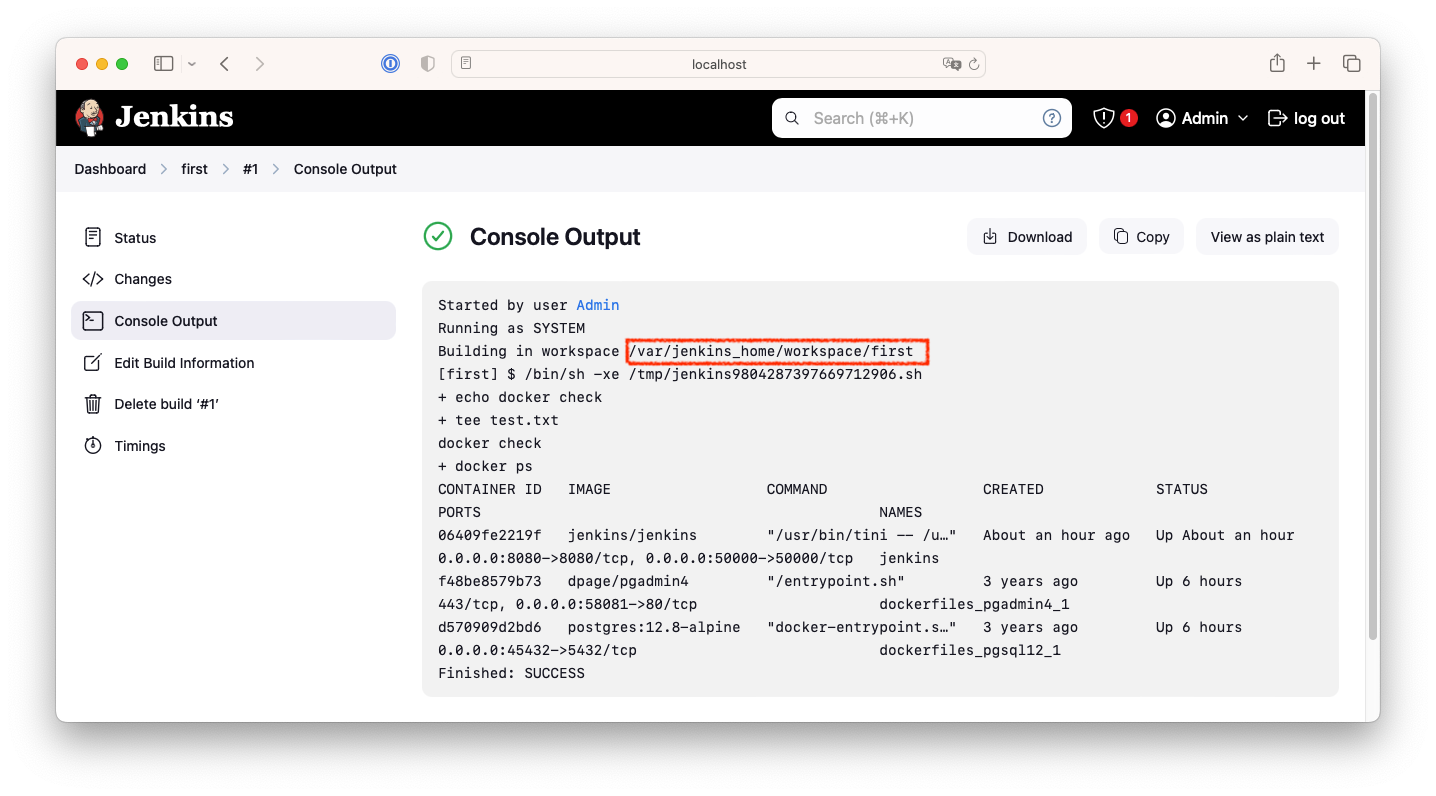 localhost
Jenkins
Search (⌘+K)
1
Admin
log out
Dashboard
first
#1
Console Output
Status
Changes
Console Output
Edit Build Information
Delete build ‘#1’
Timings
Console Output
Download
Copy
View as plain text
Started by user Admin
Running as SYSTEM
Building in workspace /var/jenkins_home/workspace/first
[first] $ /bin/sh -xe /tmp/jenkins9804287397669712906.sh
+ echo docker check
+ tee test.txt
docker check
+ docker ps
CONTAINER ID   IMAGE                  COMMAND                  CREATED             STATUS
PORTS                                              NAMES
06409fe2219f   jenkins/jenkins        "/usr/bin/tini -- /u…"   About an hour ago   Up About an hour
0.0.0.0:8080->8080/tcp, 0.0.0.0:50000->50000/tcp   jenkins
f48be8579b73   dpage/pgadmin4         "/entrypoint.sh"         3 years ago         Up 6 hours
443/tcp, 0.0.0.0:58081->80/tcp                     dockerfiles_pgadmin4_1
d570909d2bd6   postgres:12.8-alpine   "docker-entrypoint.s…"   3 years ago         Up 6 hours
0.0.0.0:45432->5432/tcp                            dockerfiles_pgsql12_1
Finished: SUCCESS